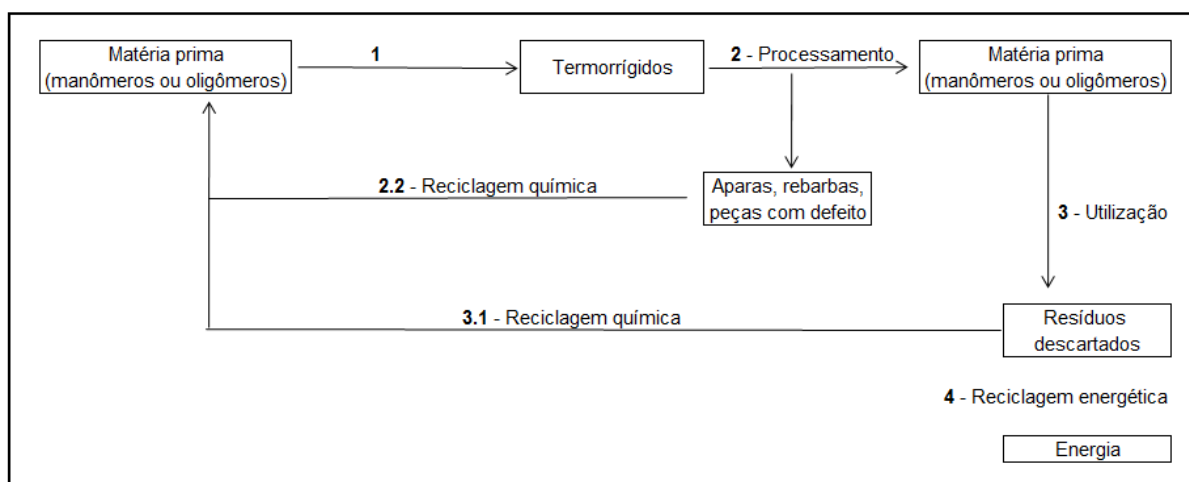 Matéria prima
(manômeros ou oligômeros)
1
Termorrígidos
2 - Processamento
Matéria prima
(manômeros ou oligômeros)
2.2 - Reciclagem química
Aparas, rebarbas,
peças com defeito
3 - Utilização
3.1 - Reciclagem química
Resíduos
descartados
4 - Reciclagem energética
Energia